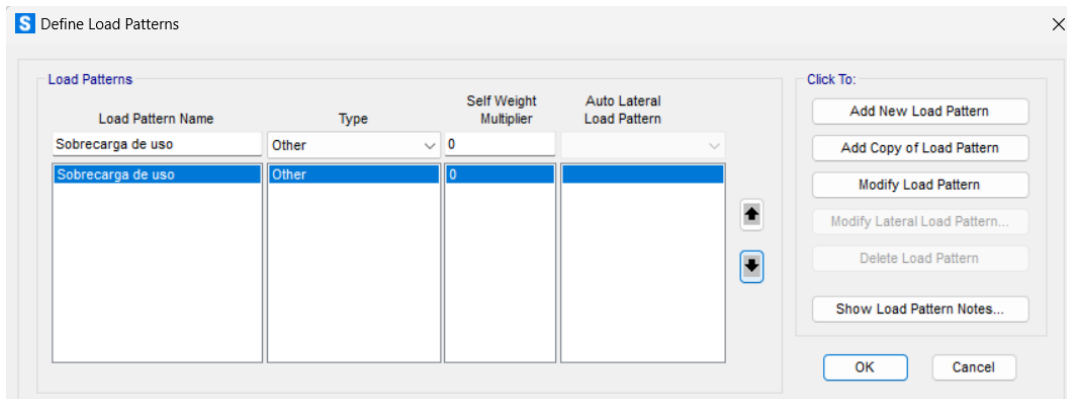 S Define Load Patterns
Load Patterns
Click To:
Load Pattern Name
Type
Self Weight
Multiplier
Auto Lateral
Load Pattern
Sobrecarga de uso
Other
0
Sobrecarga de uso
Other
0
Add New Load Pattern
Add Copy of Load Pattern
Modify Load Pattern
Modify Lateral Load Pattern...
Delete Load Pattern
Show Load Pattern Notes...
OK
Cancel